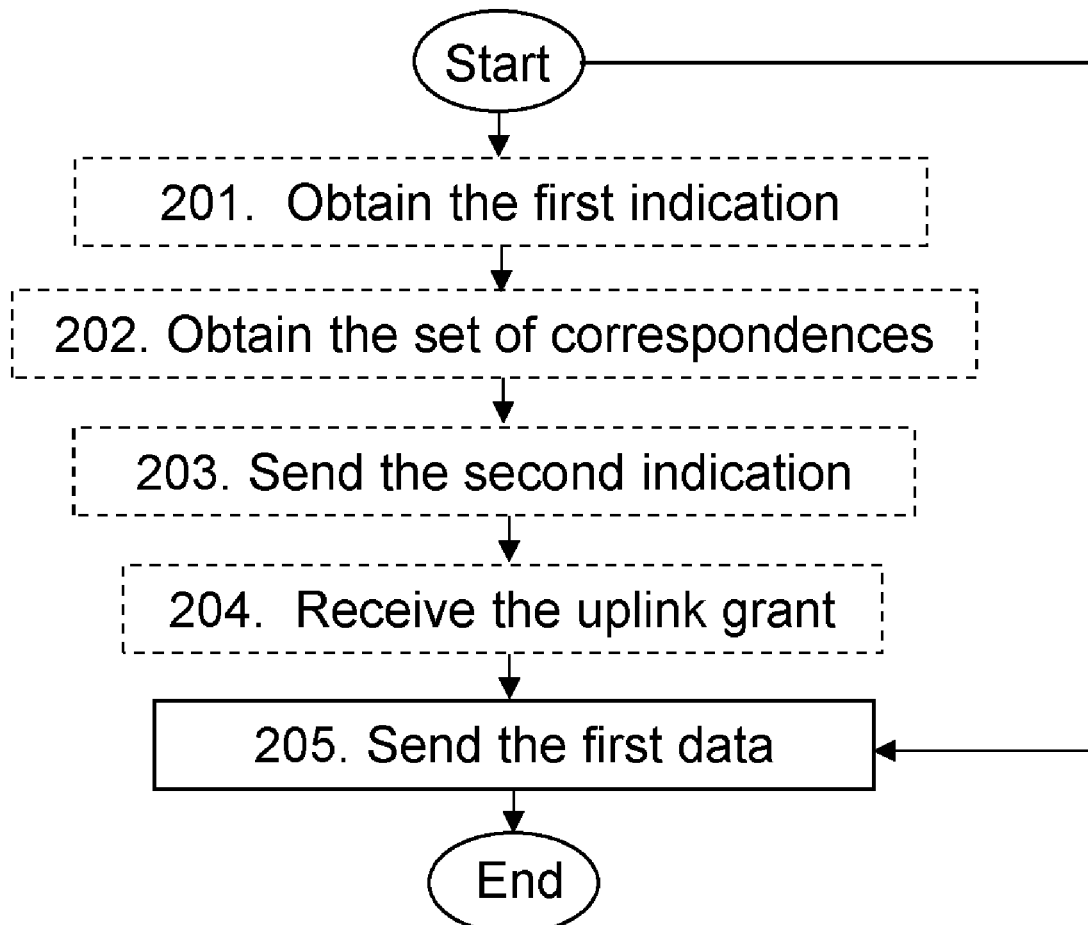 Start
201. Obtain the first indication
202. Obtain the set of correspondences
203. Send the second indication
204. Receive the uplink grant
205. Send the first data
End